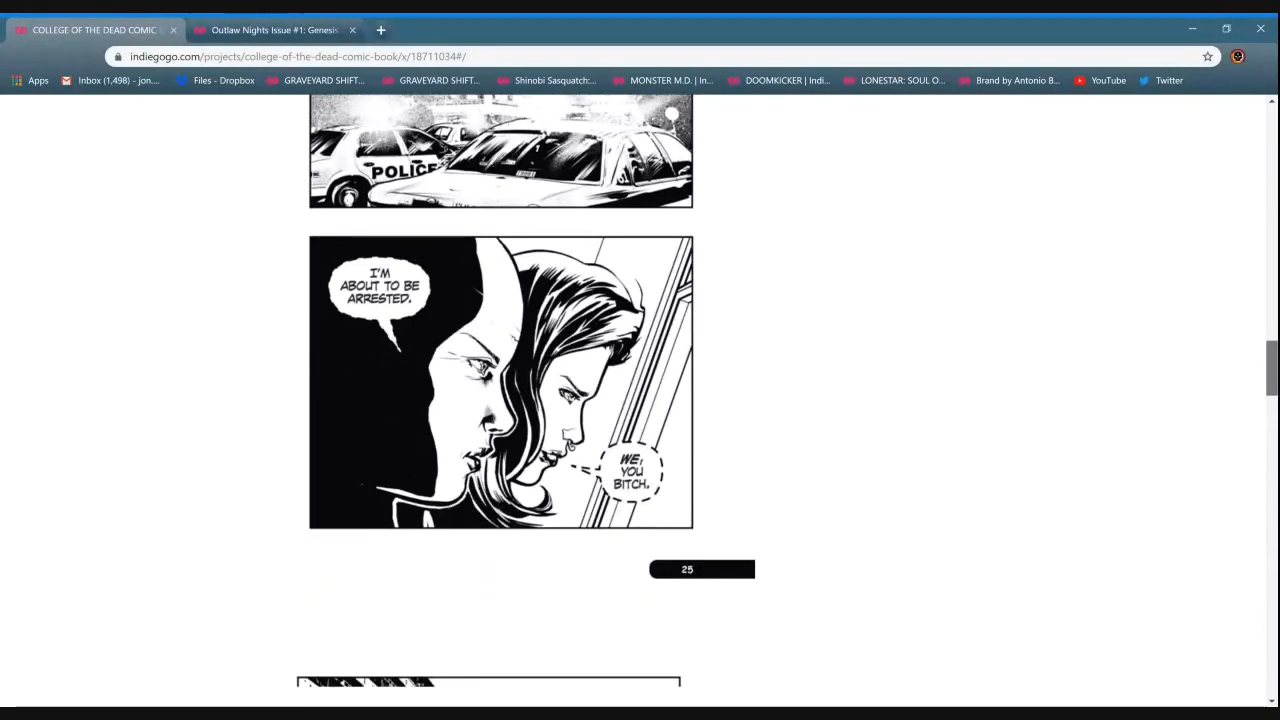 COLLEGE OF THE DEAD COMIC
Outlaw Nights Issue #1: Genesis
indiegogo.com/projects/college-of-the-dead-comic-book/x/18711034#/
Apps
Inbox (1,498) - jon....
Files - Dropbox
GRAVEYARD SHIFT...
GRAVEYARD SHIFT...
Shinobi Sasquatch:...
MONSTER M.D. | In...
DOOMKICKER | Indi...
LONESTAR: SOUL O...
Brand by Antonio B...
YouTube
Twitter
POLICE
I'M
ABOUT TO BE
ARRESTED.
WE,
YOU
BITCH.
25